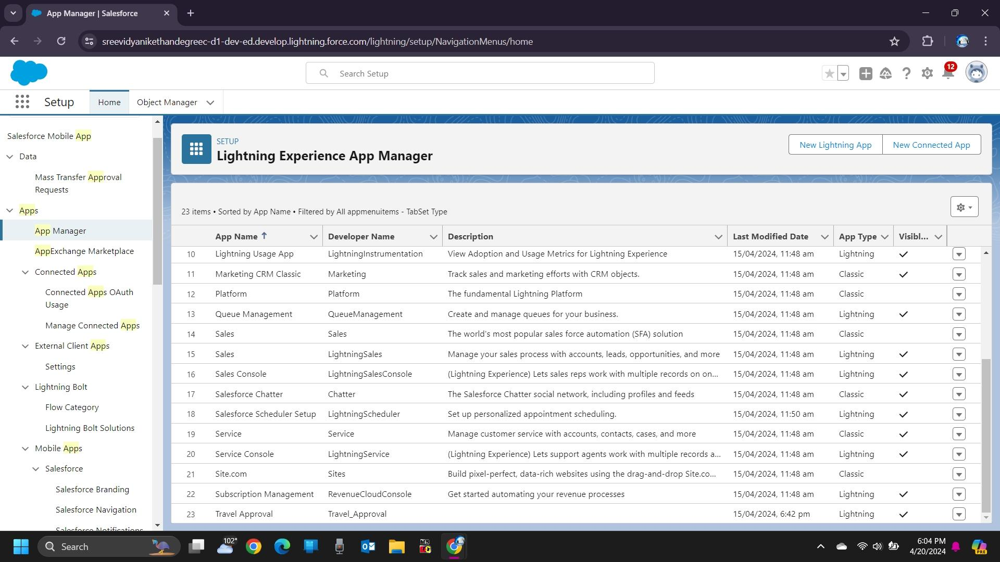 App Manager | Salesforce
sreevidyanikethandegreec-d1-dev-ed.develop.lightning.force.com/lightning/setup/NavigationMenus/home
Search Setup
12
Setup
Home
Object Manager
Salesforce Mobile App
Data
Mass Transfer Approval
Requests
Apps
App Manager
AppExchange Marketplace
Connected Apps
Connected Apps OAuth
Usage
Manage Connected Apps
External Client Apps
Settings
Lightning Bolt
Flow Category
Lightning Bolt Solutions
Mobile Apps
Salesforce
Salesforce Branding
Salesforce Navigation
Salesforce Notifications
SETUP
Lightning Experience App Manager
New Lightning App
New Connected App
23 items • Sorted by App Name • Filtered by All appmenuitems - TabSet Type
App Name Developer Name Description Last Modified Date App Type Visibl...
10 Lightning Usage App LightningInstrumentation View Adoption and Usage Metrics for Lightning Experience 15/04/2024, 11:48 am Lightning
11 Marketing CRM Classic Marketing Track sales and marketing efforts with CRM objects. 15/04/2024, 11:48 am Classic
12 Platform Platform The fundamental Lightning Platform 15/04/2024, 11:48 am Classic
13 Queue Management QueueManagement Create and manage queues for your business. 15/04/2024, 11:48 am Lightning
14 Sales Sales The world's most popular sales force automation (SFA) solution 15/04/2024, 11:48 am Classic
15 Sales LightningSales Manage your sales process with accounts, leads, opportunities, and more 15/04/2024, 11:48 am Lightning
16 Sales Console LightningSalesConsole (Lightning Experience) Lets sales reps work with multiple records on on... 15/04/2024, 11:48 am Lightning
17 Salesforce Chatter Chatter The Salesforce Chatter social network, including profiles and feeds 15/04/2024, 11:48 am Classic
18 Salesforce Scheduler Setup LightningScheduler Set up personalized appointment scheduling. 15/04/2024, 11:50 am Lightning
19 Service Service Manage customer service with accounts, contacts, cases, and more 15/04/2024, 11:48 am Classic
20 Service Console LightningService (Lightning Experience) Lets support agents work with multiple records a... 15/04/2024, 11:48 am Lightning
21 Site.com Sites Build pixel-perfect, data-rich websites using the drag-and-drop Site.co... 15/04/2024, 11:48 am Classic
22 Subscription Management RevenueCloudConsole Get started automating your revenue processes 15/04/2024, 11:48 am Lightning
23 Travel Approval Travel_Approval 15/04/2024, 6:42 pm Lightning
Search
102°
MS
6:04 PM
4/20/2024
PRE